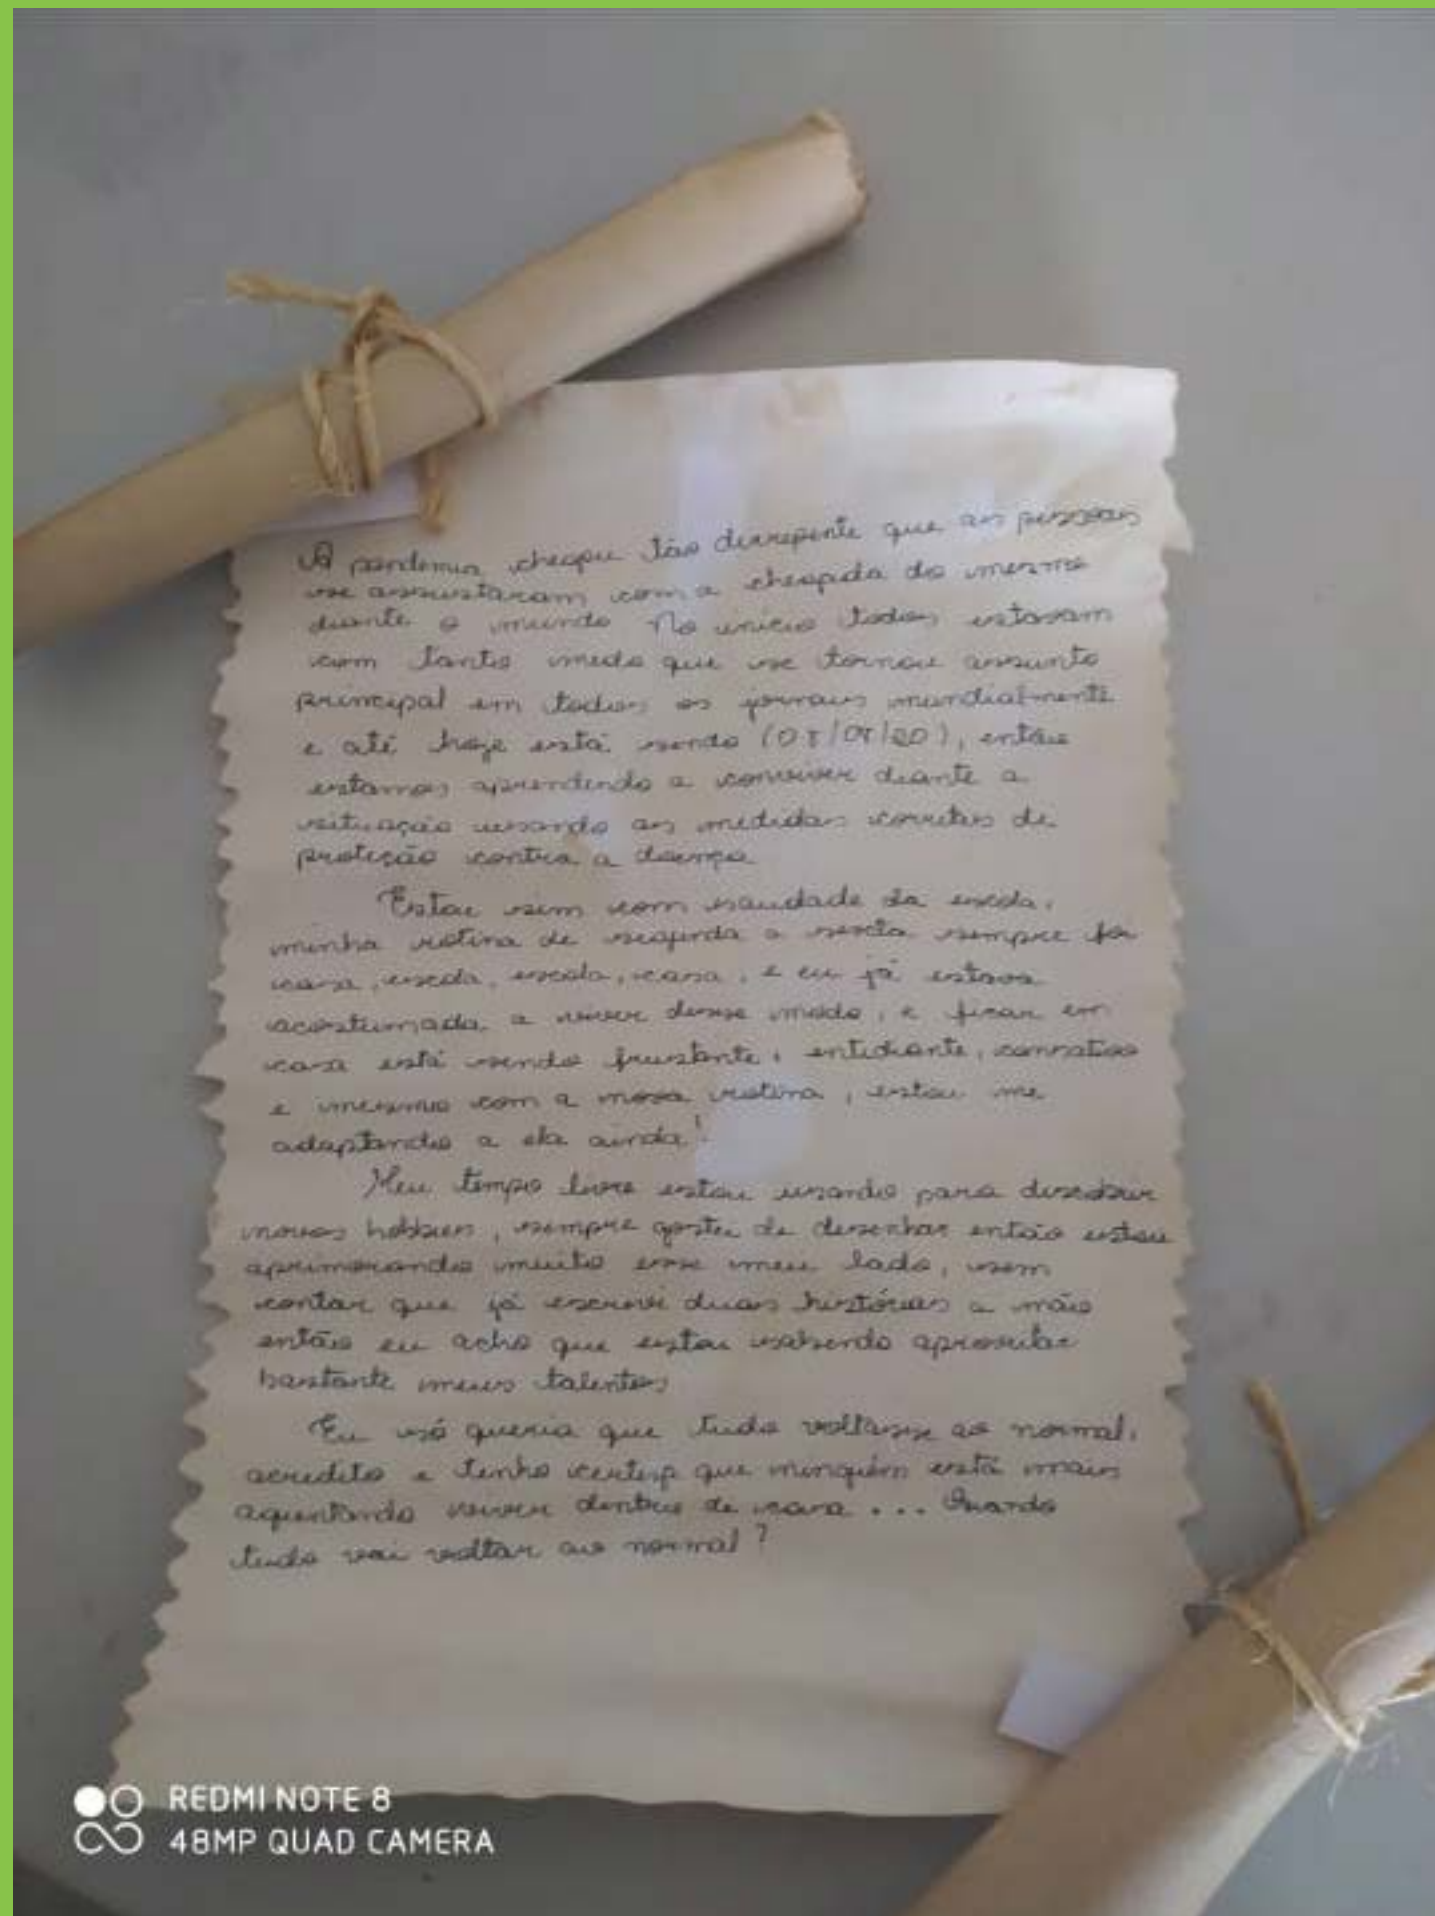 A pandemia chegou tão derrepente que as pessoas
se assustaram com a chegada do mesmo
diante o mundo No início todos estavam
com tanto medo que se tornou assunto
principal em todos os jornais mundialmente
e até hoje está sendo (08/08/20), então
estamos aprendendo a conviver diante a
situação usando as medidas corretas de
proteção contra a doença
Estou sim com saudade da escola,
minha rotina de segunda a sexta sempre foi
casa, escola, escola, casa, e eu já estava
acostumada a viver desse modo, e ficar em
casa está sendo frustante, entediante, cansativo
e mesmo com a nova rotina, estou me
adaptando a ela ainda!
Meu tempo livre estou usando para descobrir
novos hobbies, sempre gostei de desenhar então estou
aprimorando muito esse meu lado, sem
contar que já escrevi duas histórias a mão
então eu acho que estou sabendo aproveitar
bastante meus talentos
Eu só queria que tudo voltasse ao normal,
acredito e tenho certeza que ninguém está mais
aguentando viver dentro de casa ... Quando
tudo vai voltar ao normal?
REDMI NOTE 8
48MP QUAD CAMERA